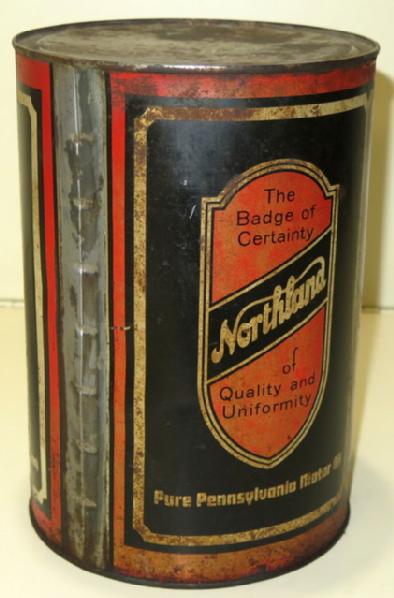 The
Badge of
Certainty
Northland
of
Quality and
Uniformity
Pure Pennsylvania Motor Oil